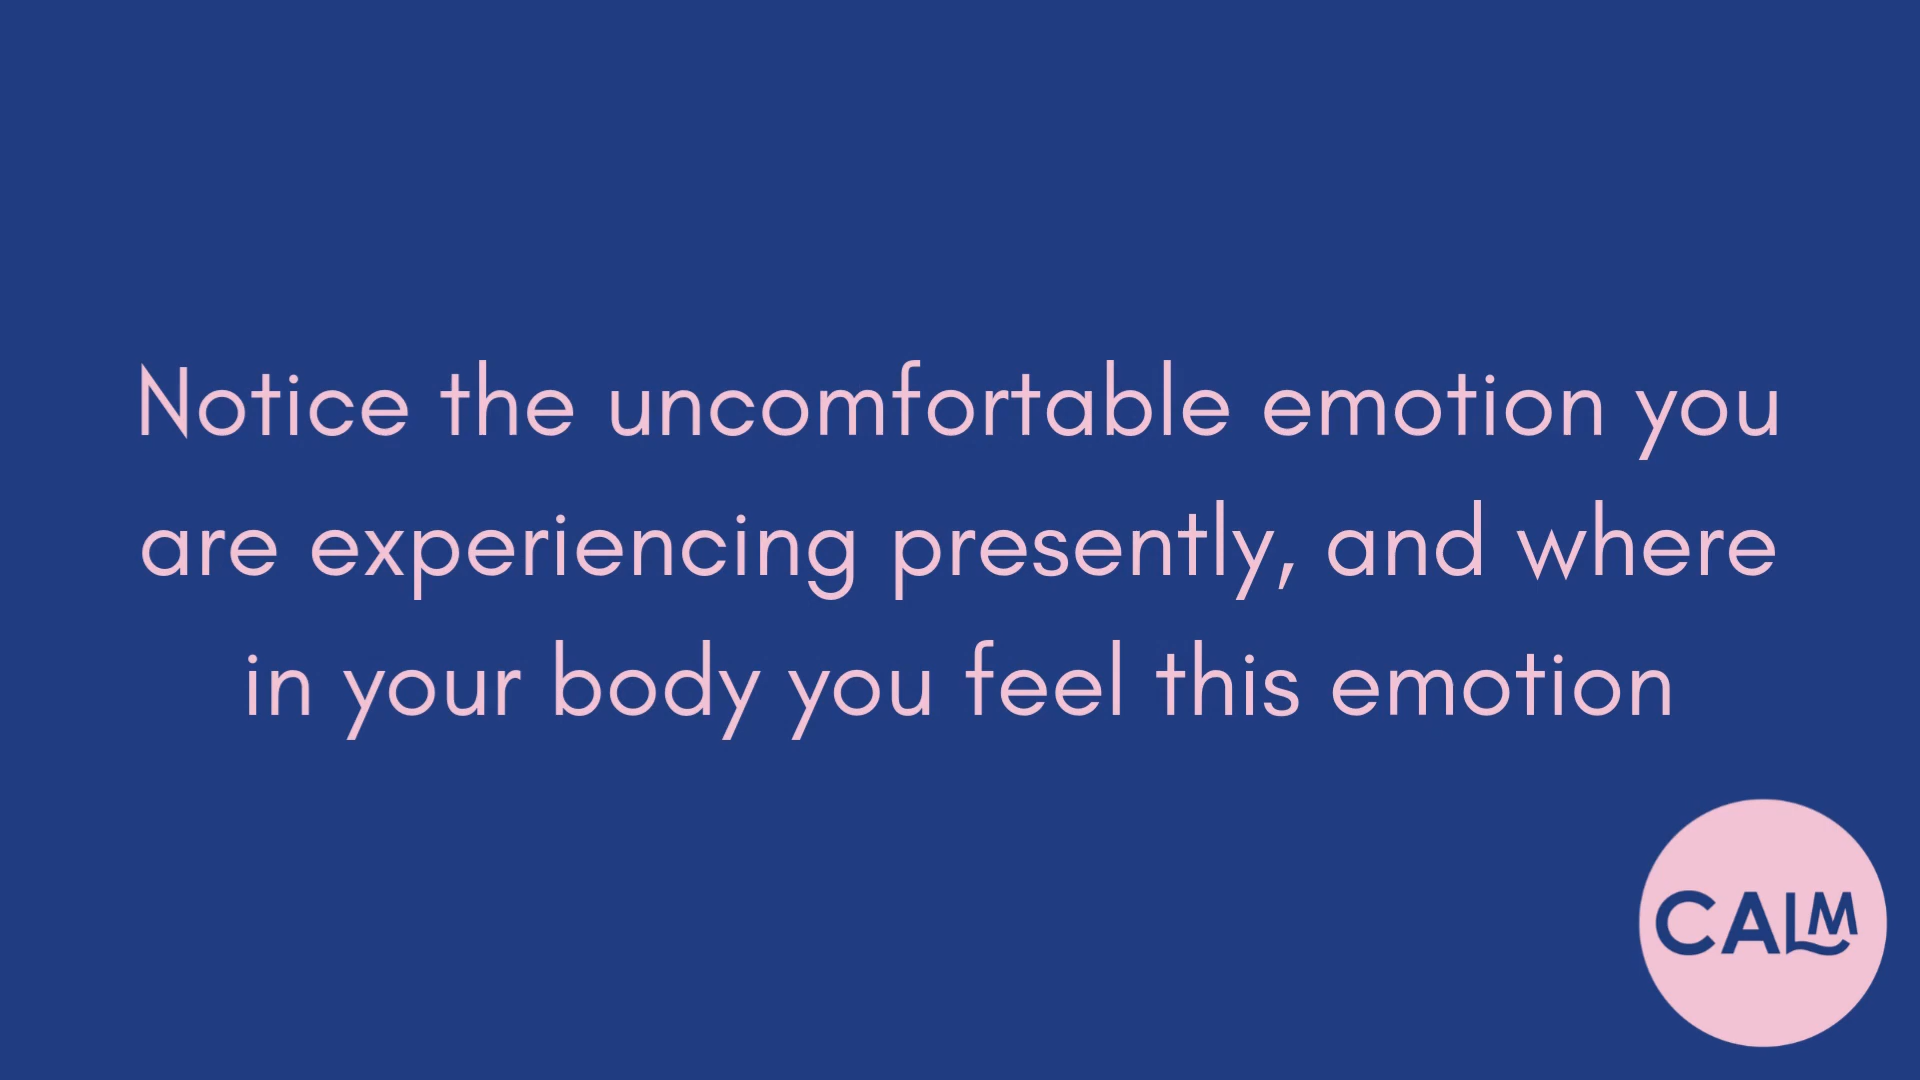 Notice the uncomfortable emotion you
are experiencing presently, and where
in your body you feel this emotion
CALM